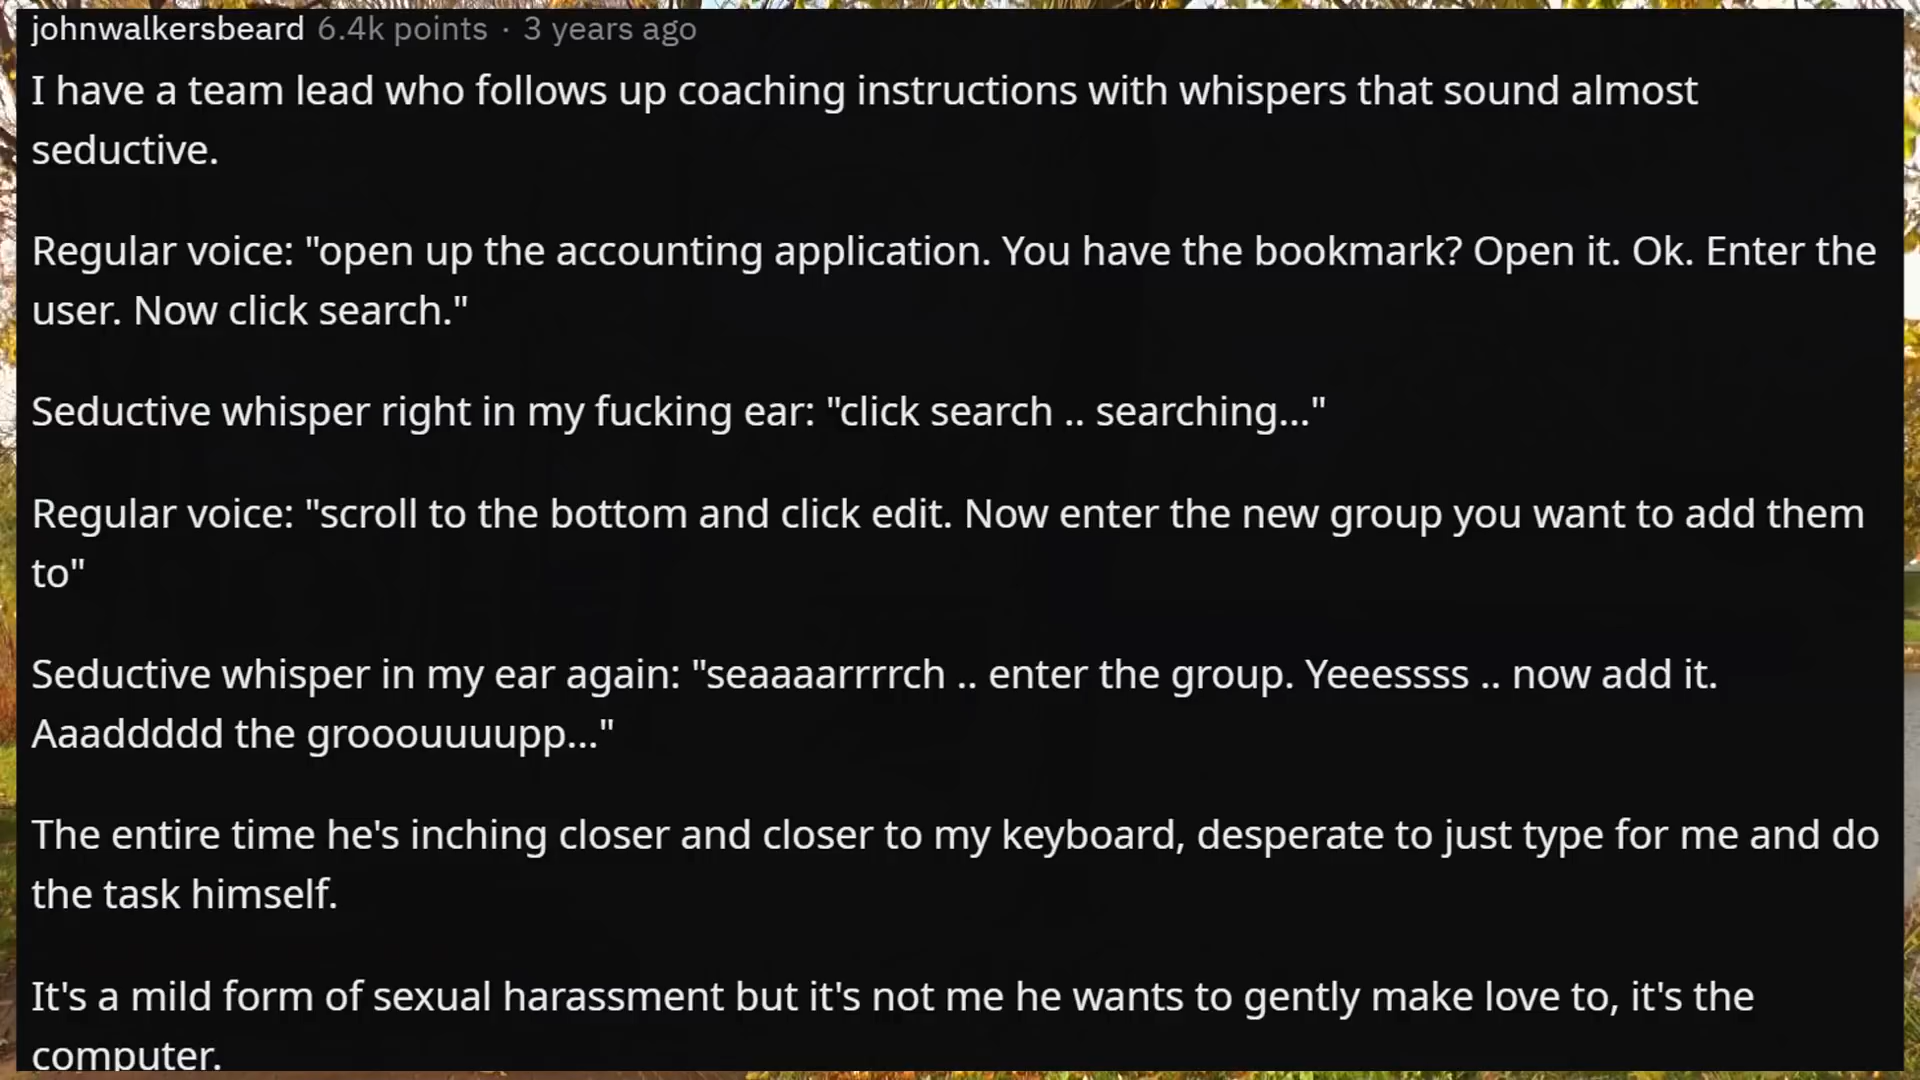 johnwalkersbeard 6.4k points · 3 years ago
I have a team lead who follows up coaching instructions with whispers that sound almost
seductive.
Regular voice: "open up the accounting application. You have the bookmark? Open it. Ok. Enter the
user. Now click search."
Seductive whisper right in my fucking ear: "click search .. searching..."
Regular voice: "scroll to the bottom and click edit. Now enter the new group you want to add them
to"
Seductive whisper in my ear again: "seaaaarrrrch .. enter the group. Yeeessss .. now add it.
Aaaddddd the grooouuuupp..."
The entire time he's inching closer and closer to my keyboard, desperate to just type for me and do
the task himself.
It's a mild form of sexual harassment but it's not me he wants to gently make love to, it's the
computer.